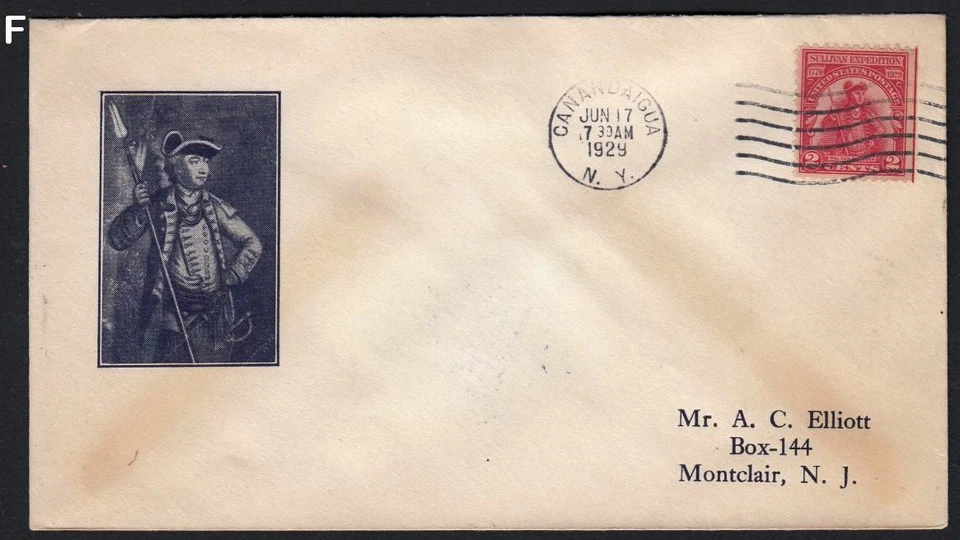 F
CANANDAIGUA
JUN 17
7 30 AM
1929
N. Y.
SULLIVAN EXPEDITION
1779 1929
UNITED STATES POSTAGE
2 CENTS 2
Mr. A. C. Elliott
Box-144
Montclair, N. J.